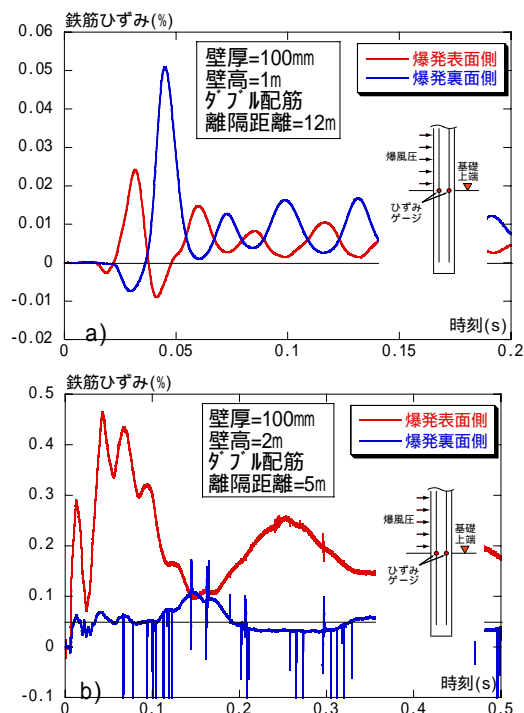 鉄筋ひずみ(%)
0.06
0.05
0.04
0.03
0.02
0.01
0
-0.01
-0.02
壁厚=100mm
壁高=1m
ダブル配筋
離隔距離=12m
爆発表面側
爆発裏面側
爆風圧
基礎
上端
ひずみ
ゲージ
時刻(s)
a)
0 0.05 0.1 0.15 0.2
鉄筋ひずみ(%)
0.5
0.4
0.3
0.2
0.1
0
-0.1
壁厚=100mm
壁高=2m
ダブル配筋
離隔距離=5m
爆発表面側
爆発裏面側
爆風圧
基礎
上端
ひずみ
ゲージ
時刻(s)
b)
0 0.1 0.2 0.3 0.4 0.5